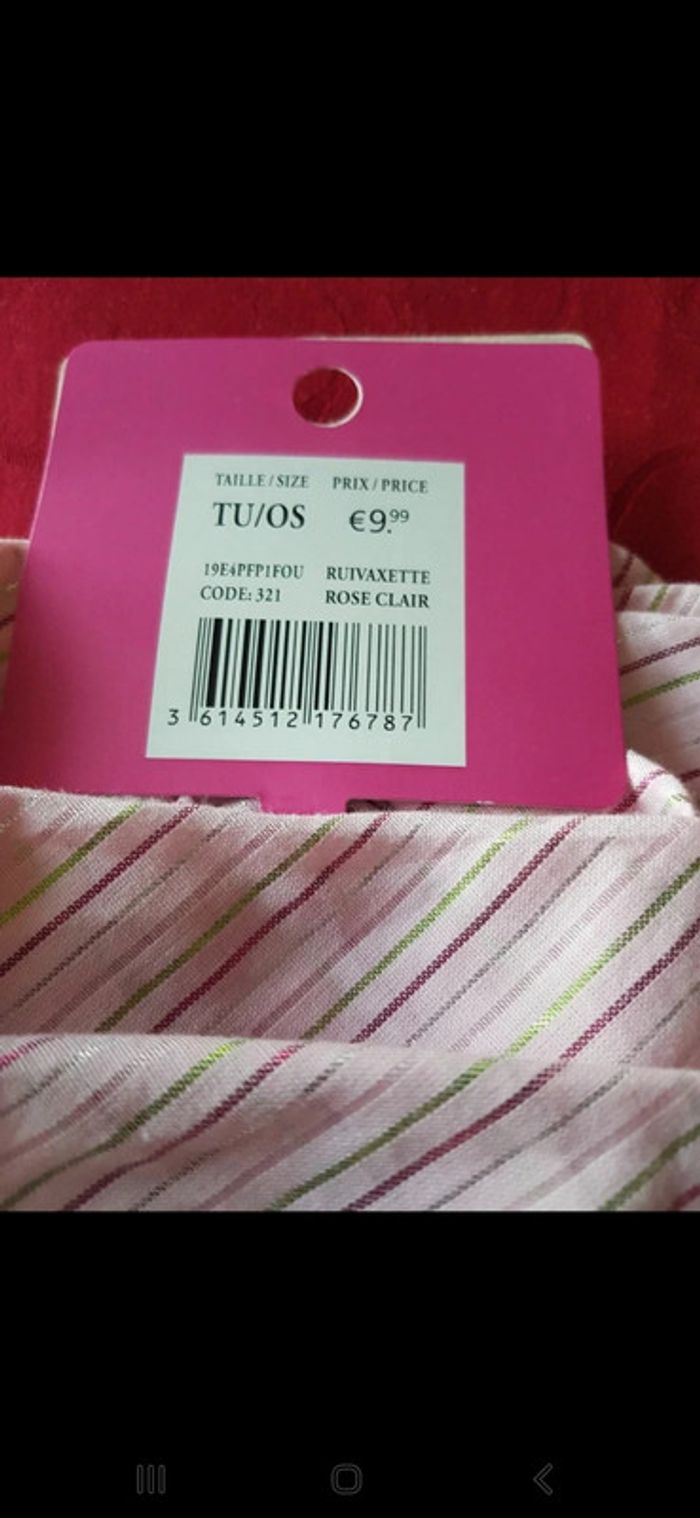 TAILLE / SIZE PRIX / PRICE
TU/OS €9.99
19E4PFP1FOU RUIVAXETTE
CODE: 321 ROSE CLAIR
3 614512 176787